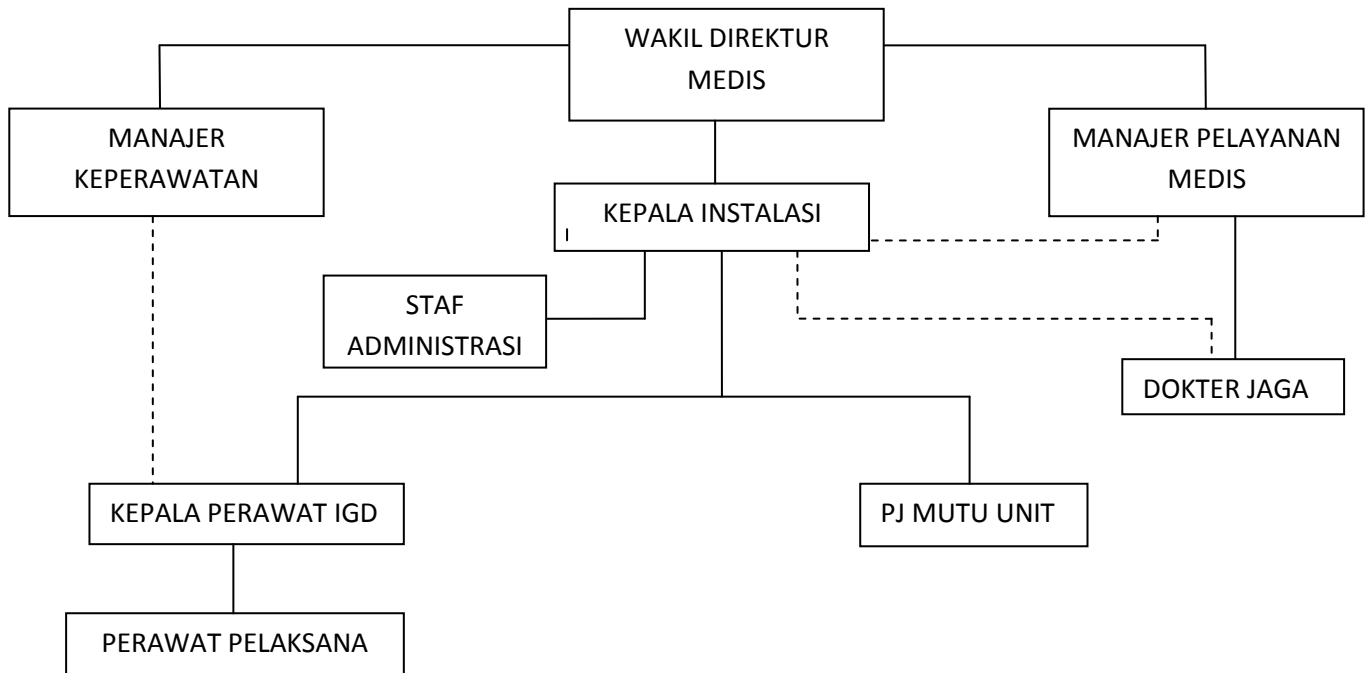 WAKIL DIREKTUR
MEDIS
MANAJER
KEPERAWATAN
MANAJER PELAYANAN
MEDIS
KEPALA INSTALASI
I
STAF
ADMINISTRASI
DOKTER JAGA
KEPALA PERAWAT IGD
PJ MUTU UNIT
PERAWAT PELAKSANA